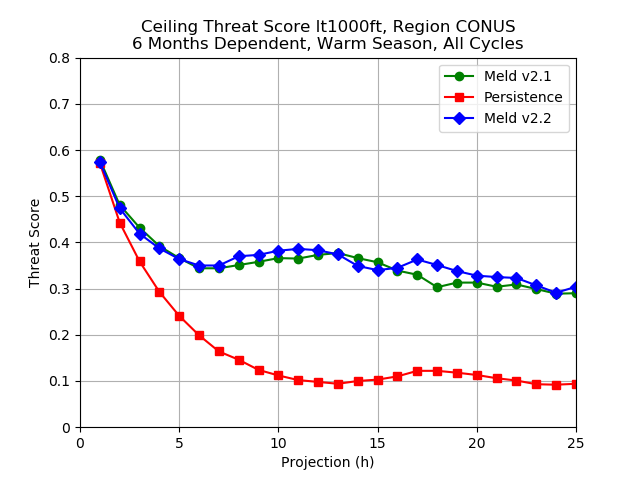 Ceiling Threat Score lt1000ft, Region CONUS
6 Months Dependent, Warm Season, All Cycles
Threat Score
0.8
0.7
0.6
0.5
0.4
0.3
0.2
0.1
0
Meld v2.1
Persistence
Meld v2.2
0 5 10 15 20 25
Projection (h)